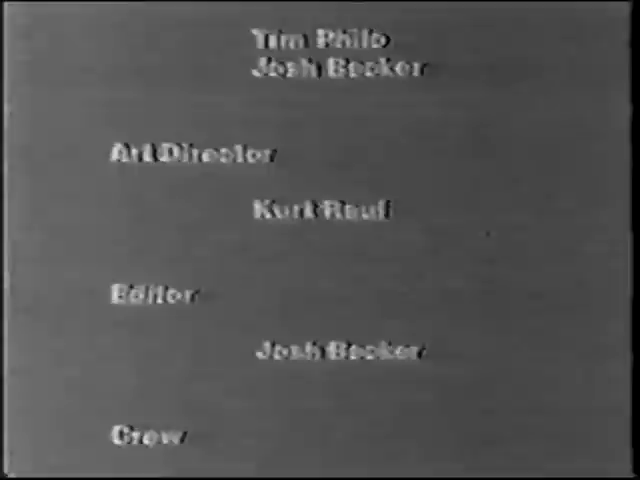 Tim Philo
Josh Becker
Art Director
Kurt Rauf
Editor
Josh Becker
Crew